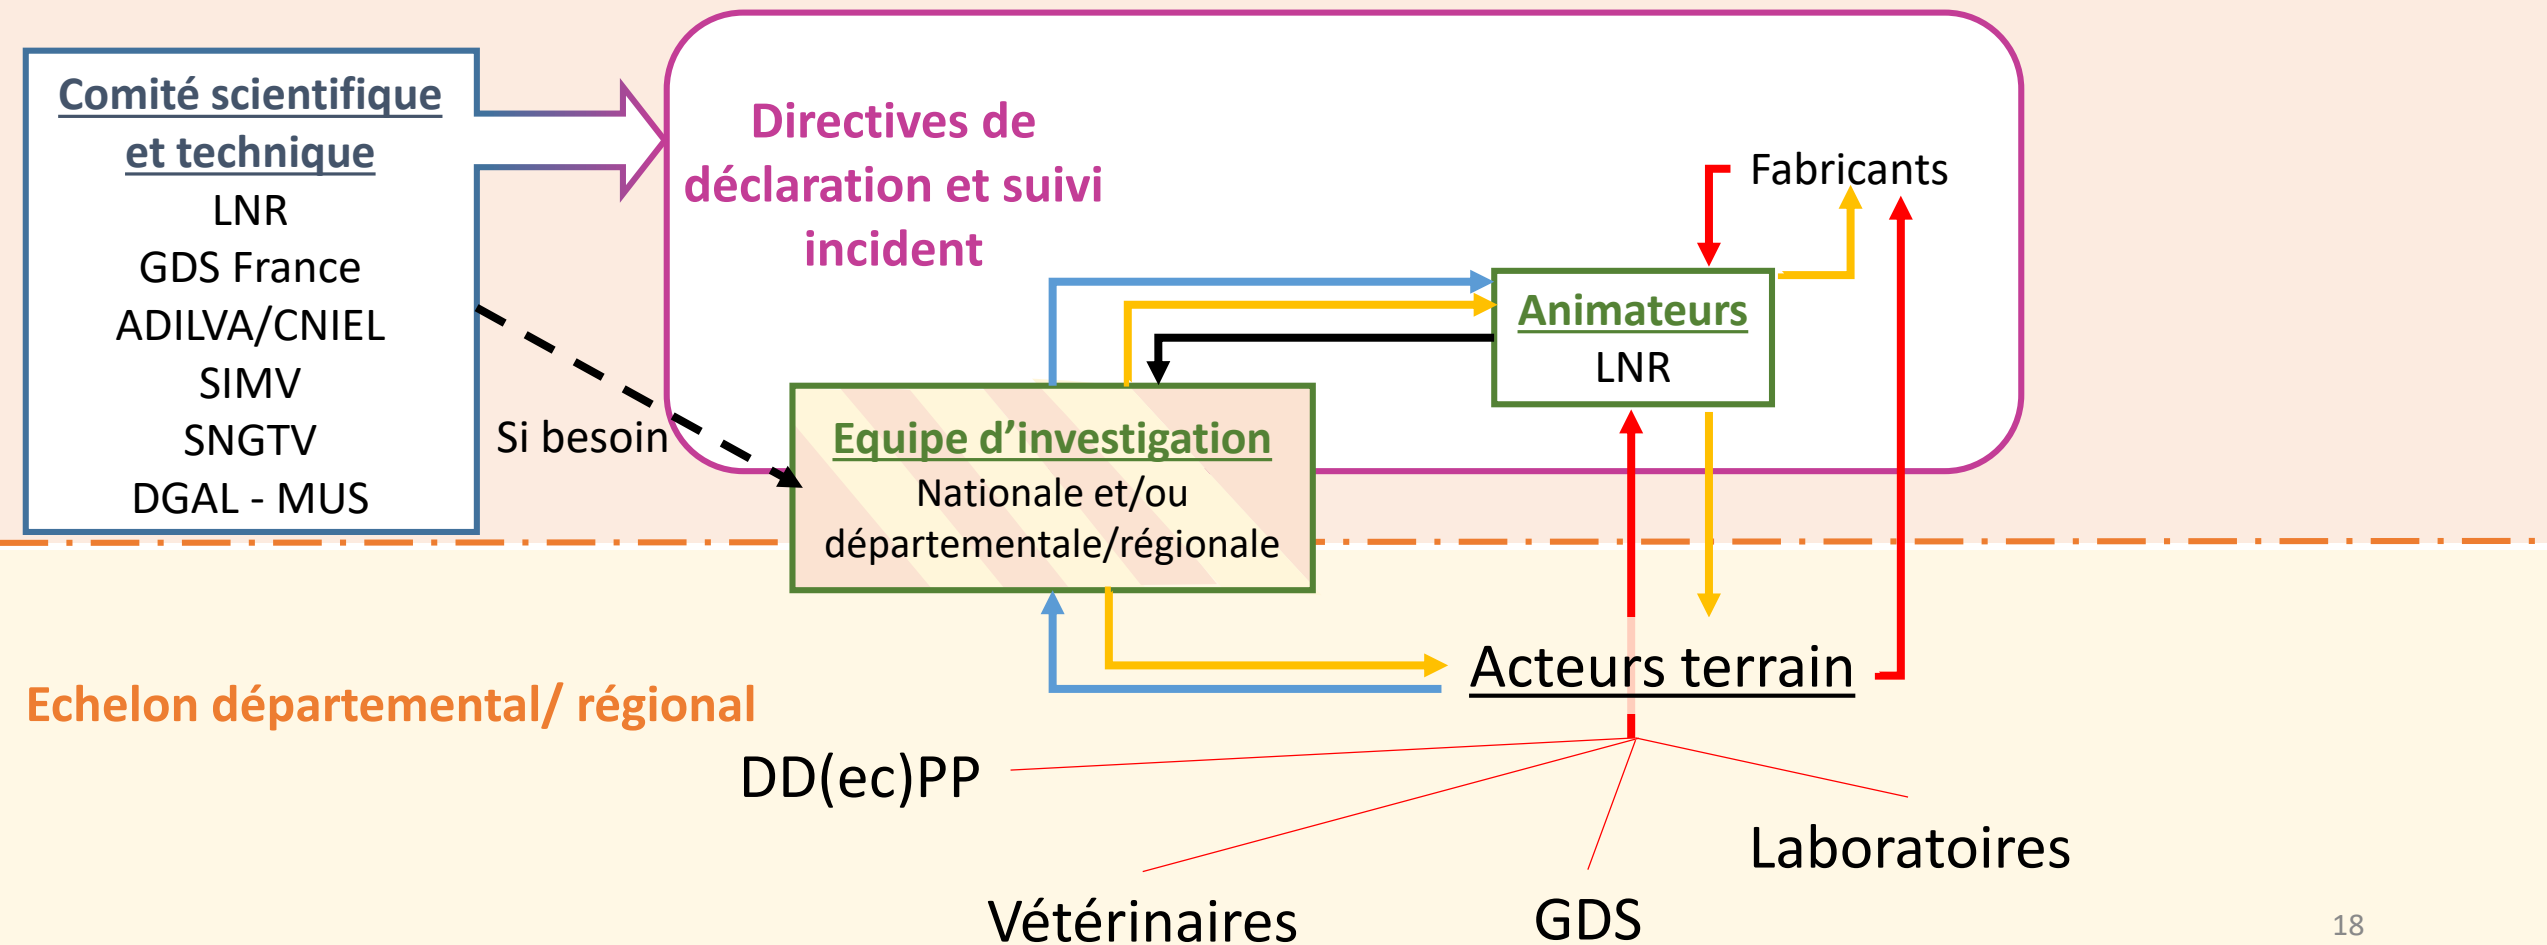 Comité scientifique
et technique
LNR
GDS France
ADILVA/CNIEL
SIMV
SNGTV
DGAL - MUS
Directives de
déclaration et suivi
incident
Fabricants
Animateurs
LNR
Si besoin
Equipe d’investigation
Nationale et/ou
départementale/régionale
Acteurs terrain
Echelon départemental/ régional
DD(ec)PP
Laboratoires
Vétérinaires
GDS
18